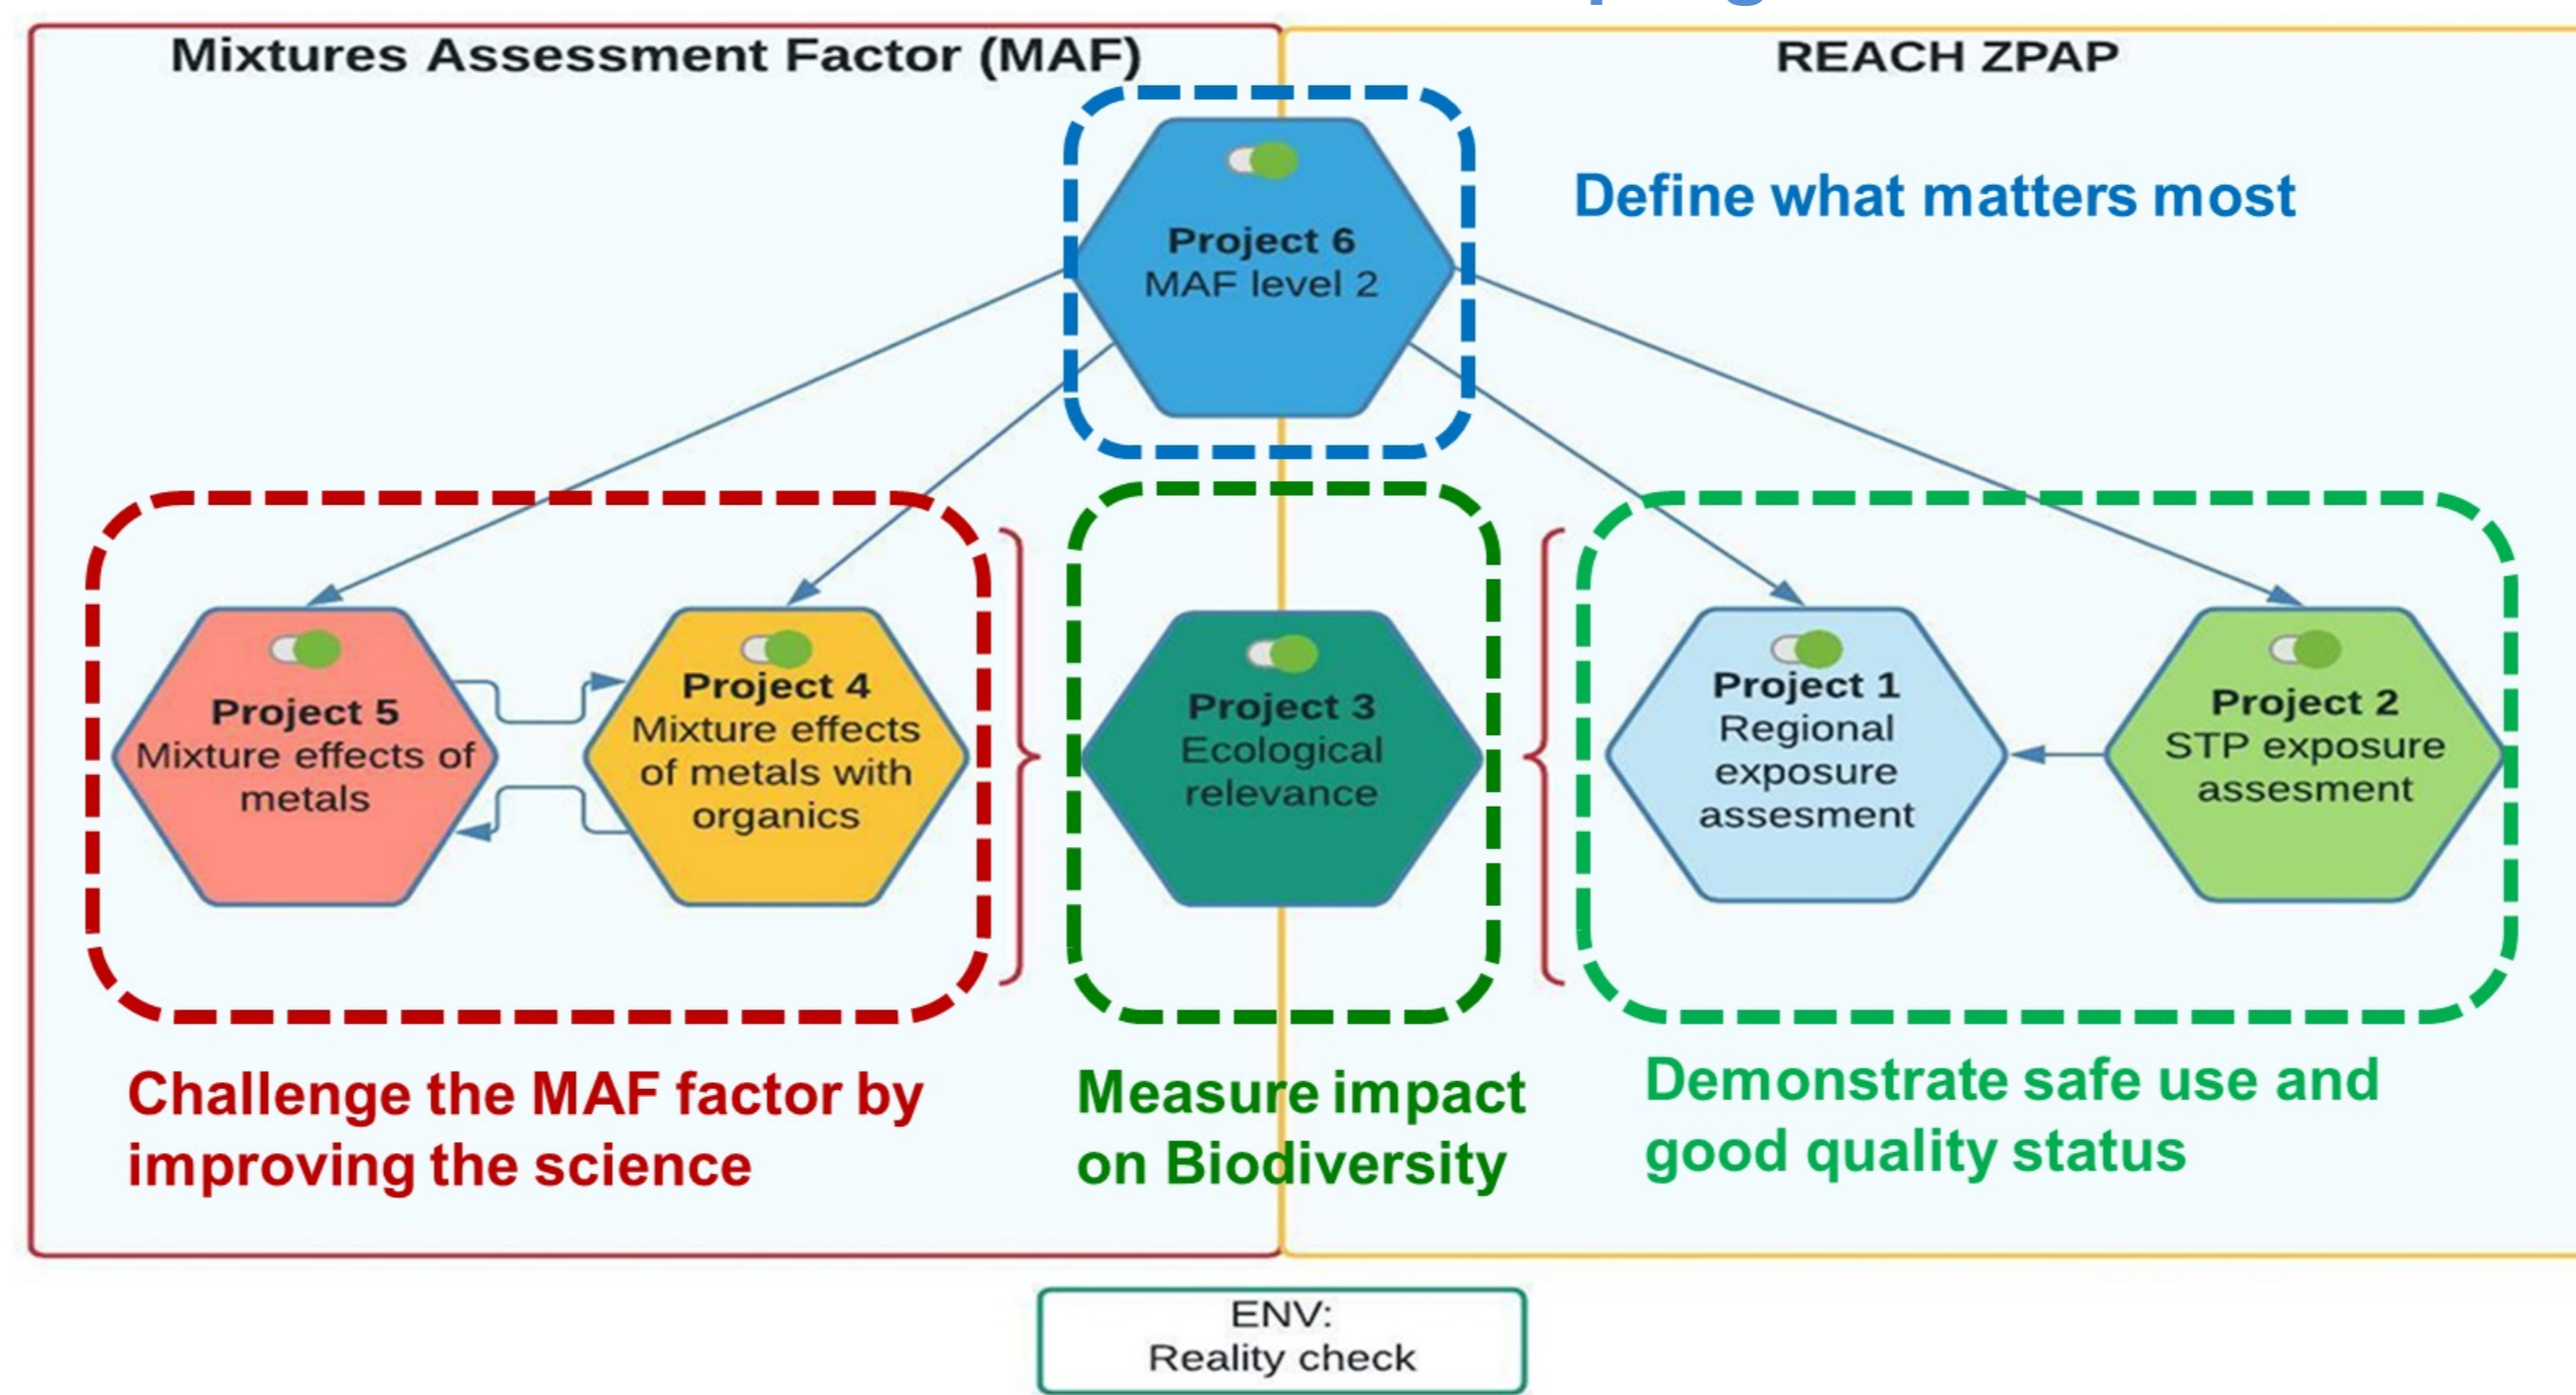 Mixtures Assessment Factor (MAF)
REACH ZPAP
Project 6
MAF level 2
Define what matters most
Project 5
Mixture effects of
metals
Project 4
Mixture effects
of metals with
organics
Project 3
Ecological
relevance
Project 1
Regional
exposure
assesment
Project 2
STP exposure
assesment
Challenge the MAF factor by
improving the science
Measure impact
on Biodiversity
Demonstrate safe use and
good quality status
ENV:
Reality check